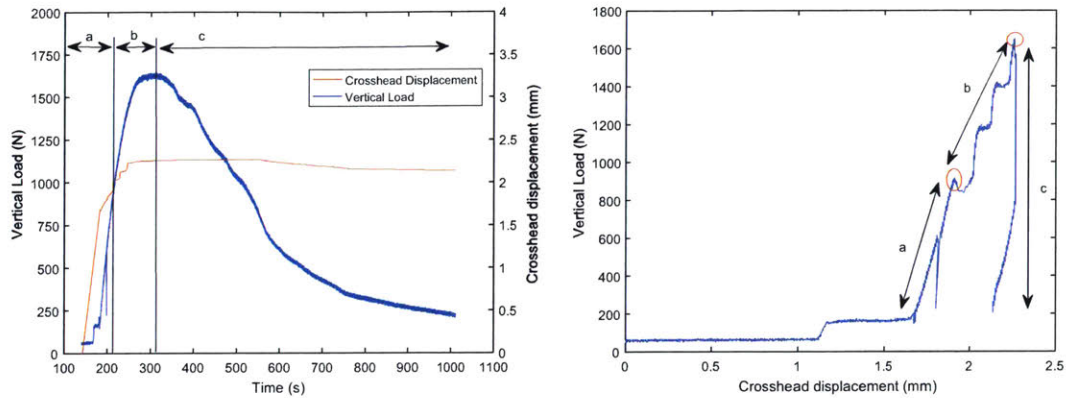 2000
1750
1500
1250
1000
750
500
250
0
Vertical Load (N)
a
b
c
Crosshead Displacement
Vertical Load
4
3.5
3
2.5
2
1.5
1
0.5
0
Crosshead displacement (mm)
100 200 300 400 500 600 700 800 900 1000 1100
Time (s)
1800
1600
1400
1200
1000
800
600
400
200
0
Vertical Load (N)
a
b
c
0 0.5 1 1.5 2 2.5
Crosshead displacement (mm)